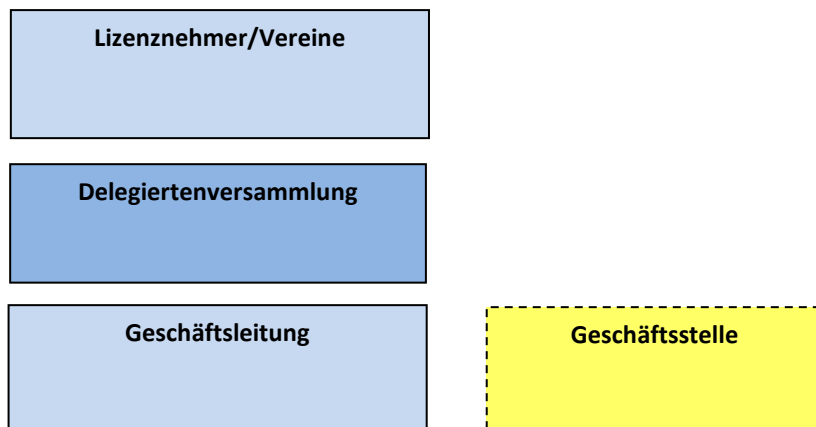 Lizenznehmer/Vereine
Delegiertenversammlung
Geschäftsleitung
Geschäftsstelle